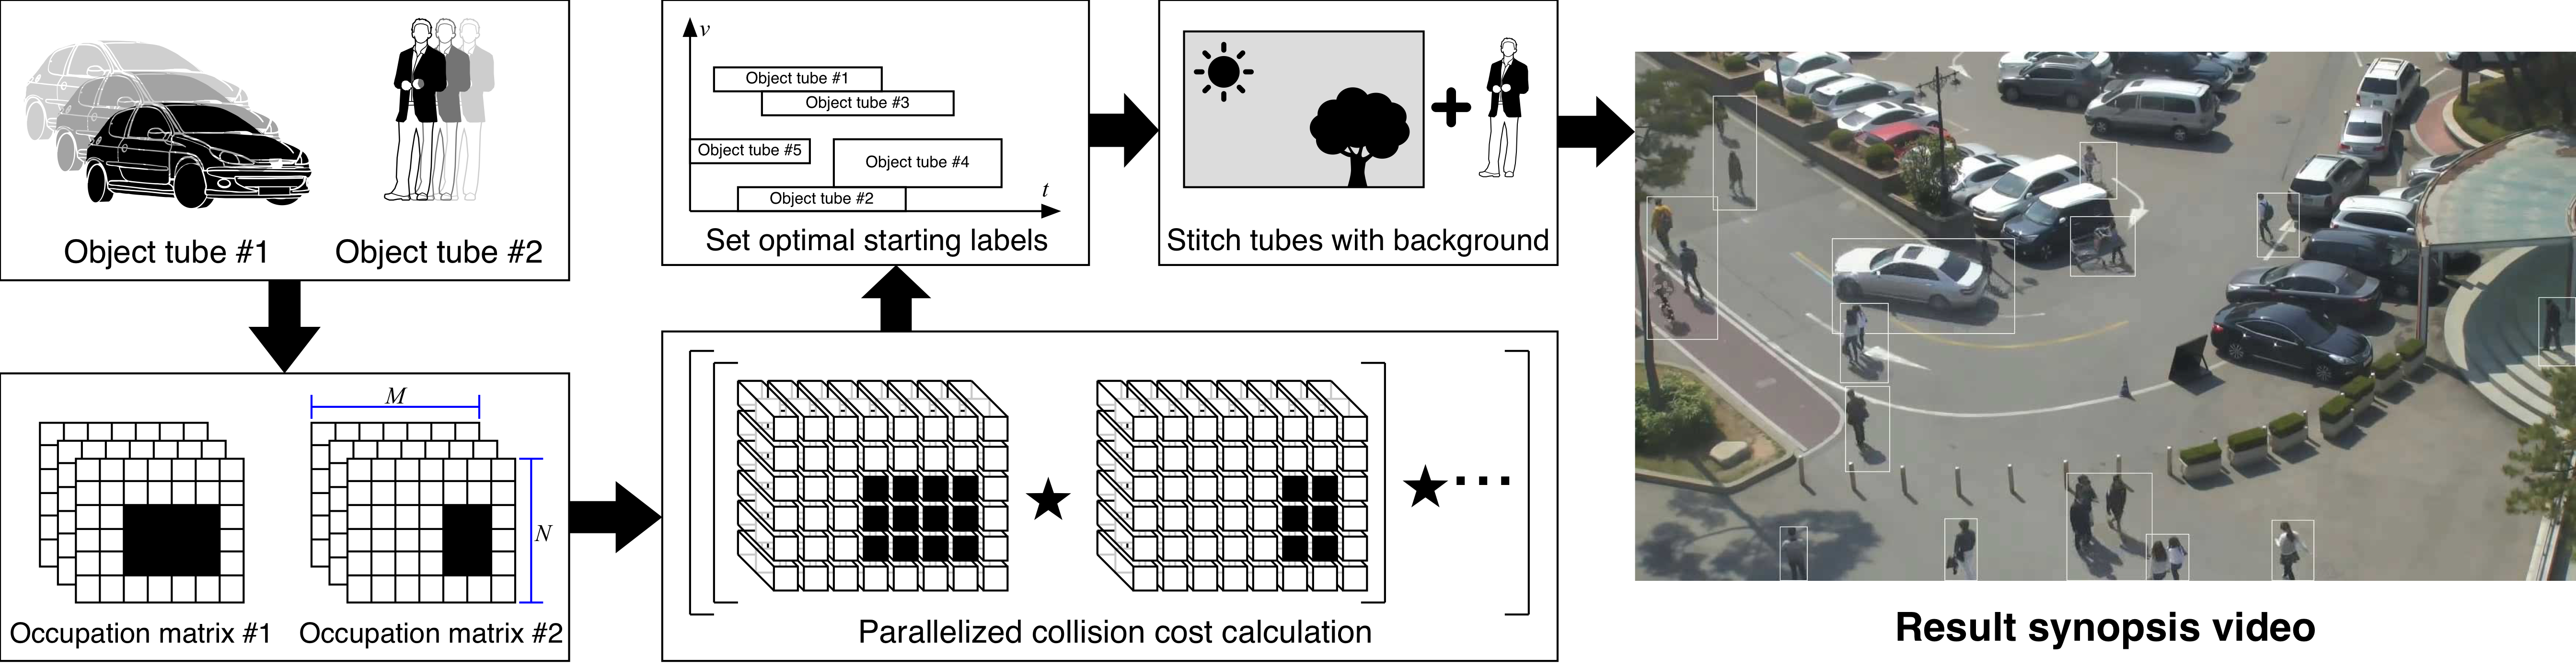 Object tube #1
Object tube #2
M
N
Occupation matrix #1
Occupation matrix #2
v
Object tube #1
Object tube #3
Object tube #5
Object tube #4
Object tube #2
t
Set optimal starting labels
Stitch tubes with background
Parallelized collision cost calculation
Result synopsis video